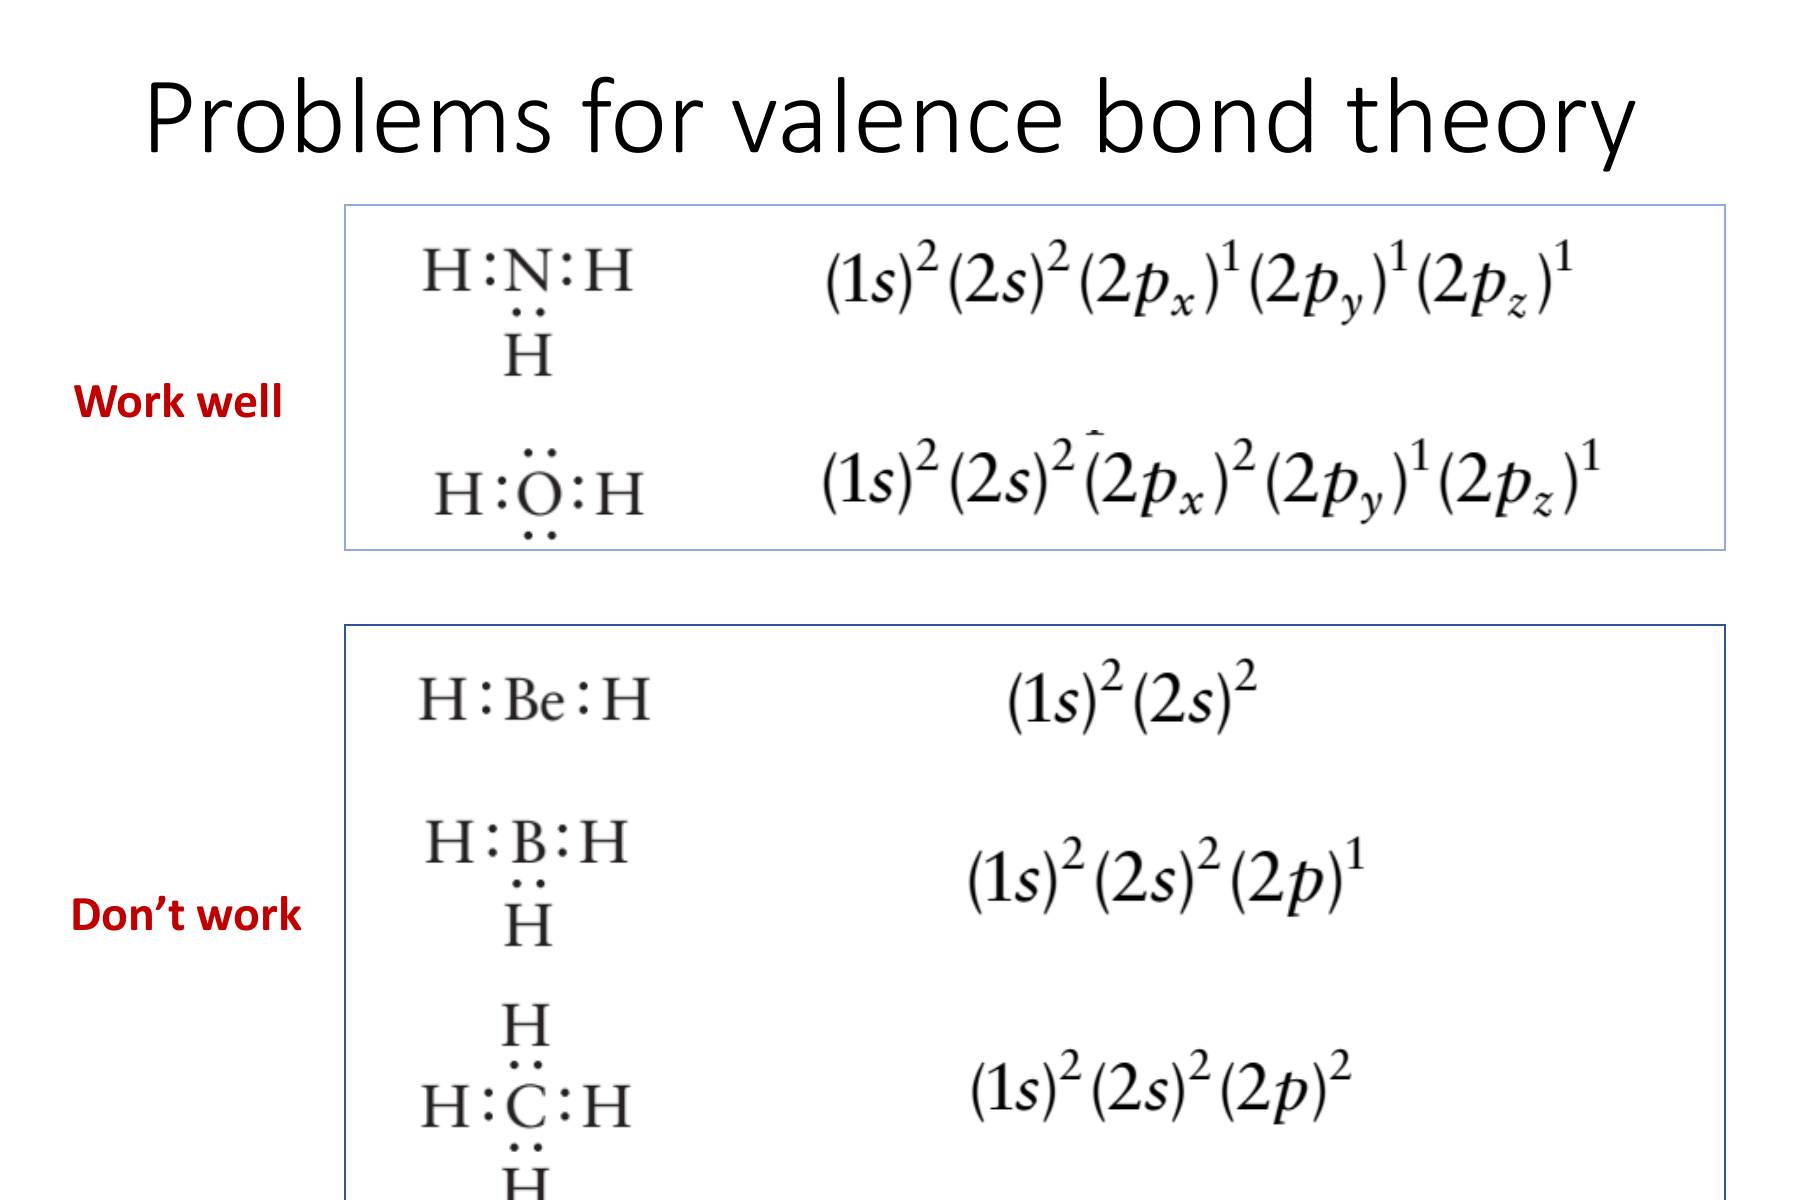 Problems for valence bond theory
H:N:H (1s)²(2s)²(2pₓ)¹(2p_y)¹(2p_z)¹
··
H
Work well
··
H:O:H (1s)²(2s)²(2pₓ)²(2p_y)¹(2p_z)¹
··
H:Be:H (1s)²(2s)²
H:B:H (1s)²(2s)²(2p)¹
··
H
Don’t work
H
··
H:C:H (1s)²(2s)²(2p)²
··
H